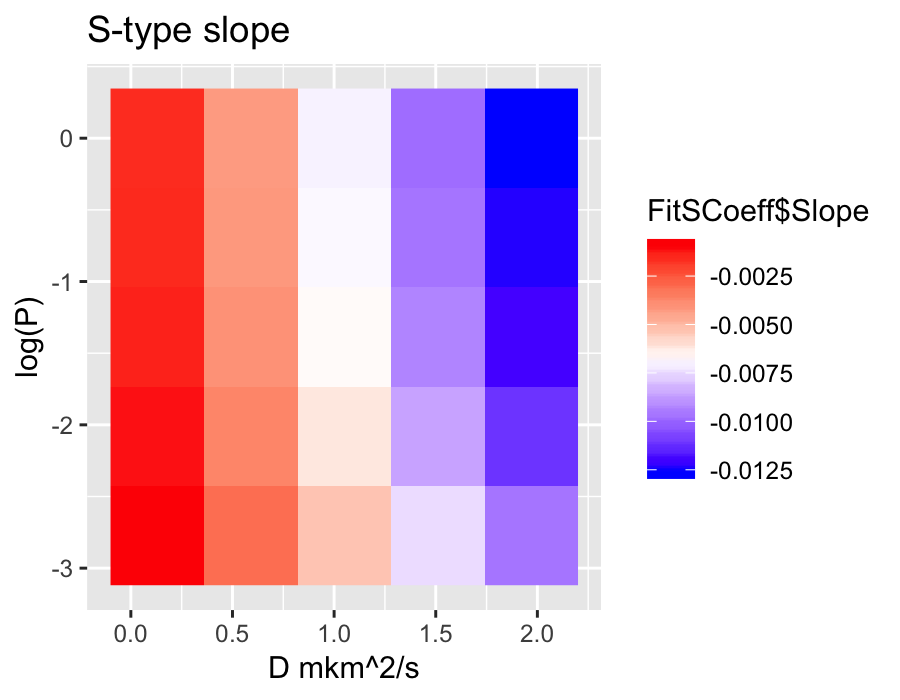 S-type slope
log(P)
0
-1
-2
-3
0.0 0.5 1.0 1.5 2.0
D mkm^2/s
FitSCoeff$Slope
-0.0025
-0.0050
-0.0075
-0.0100
-0.0125